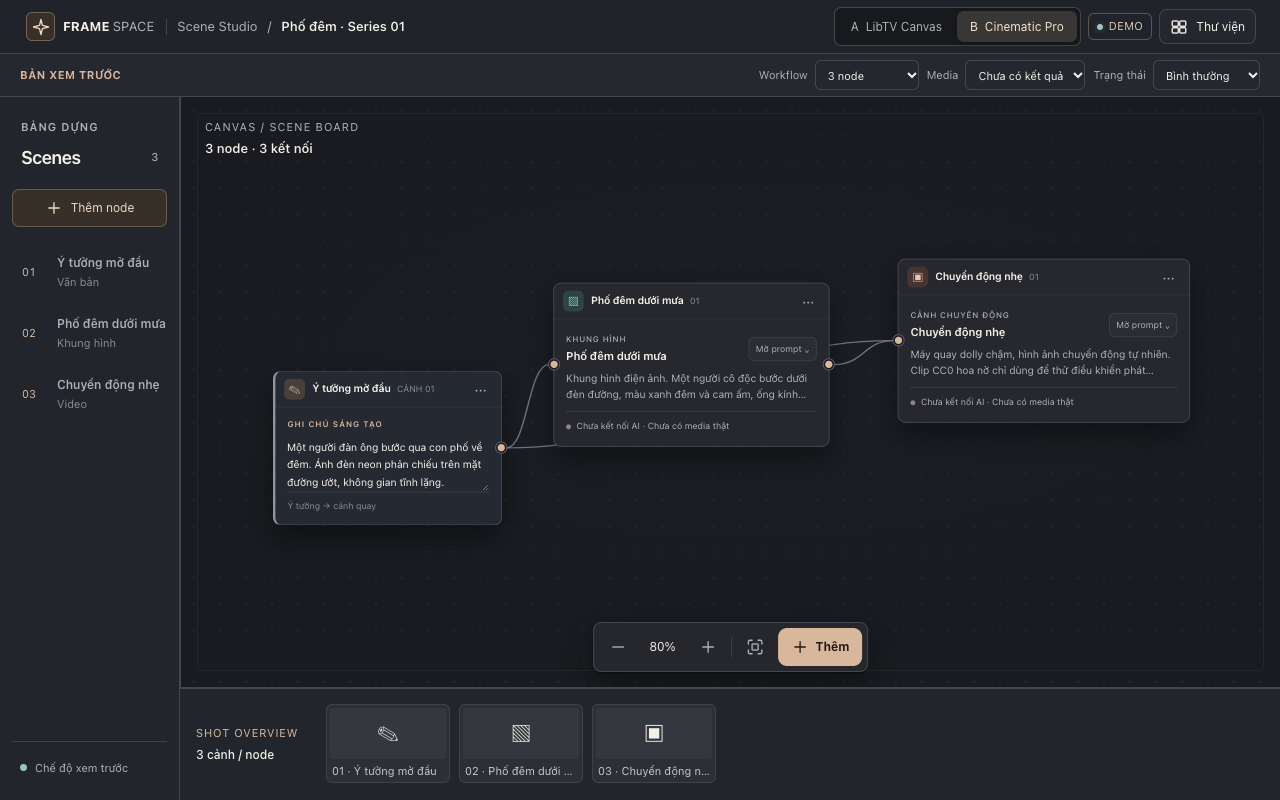 FRAME SPACE Scene Studio / Phố đêm · Series 01
A LibTV Canvas B Cinematic Pro DEMO Thư viện
BẢN XEM TRƯỚC
Workflow 3 node Media Chưa có kết quả Trạng thái Bình thường
BẢNG DỰNG
Scenes 3
Thêm node
01 Ý tưởng mở đầu
Văn bản
02 Phố đêm dưới mưa
Khung hình
03 Chuyển động nhẹ
Video
Chế độ xem trước
CANVAS / SCENE BOARD
3 node · 3 kết nối
Ý tưởng mở đầu CẢNH 01 ...
GHI CHÚ SÁNG TẠO
Một người đàn ông bước qua con phố về
đêm. Ánh đèn neon phản chiếu trên mặt
đường ướt, không gian tĩnh lặng.
Ý tưởng → cảnh quay
Phố đêm dưới mưa 01 ...
KHUNG HÌNH
Phố đêm dưới mưa
Mở prompt ⌄
Khung hình điện ảnh. Một người cô độc bước dưới
đèn đường, màu xanh đêm và cam ấm, ống kính...
Chưa kết nối AI · Chưa có media thật
Chuyển động nhẹ 01 ...
CẢNH CHUYỂN ĐỘNG
Chuyển động nhẹ
Mở prompt ⌄
Máy quay dolly chậm, hình ảnh chuyển động tự nhiên.
Clip CC0 hoa nở chỉ dùng để thử điều khiển phát...
Chưa kết nối AI · Chưa có media thật
80% Thêm
SHOT OVERVIEW
3 cảnh / node
01 · Ý tưởng mở đầu
02 · Phố đêm dưới ...
03 · Chuyển động n...